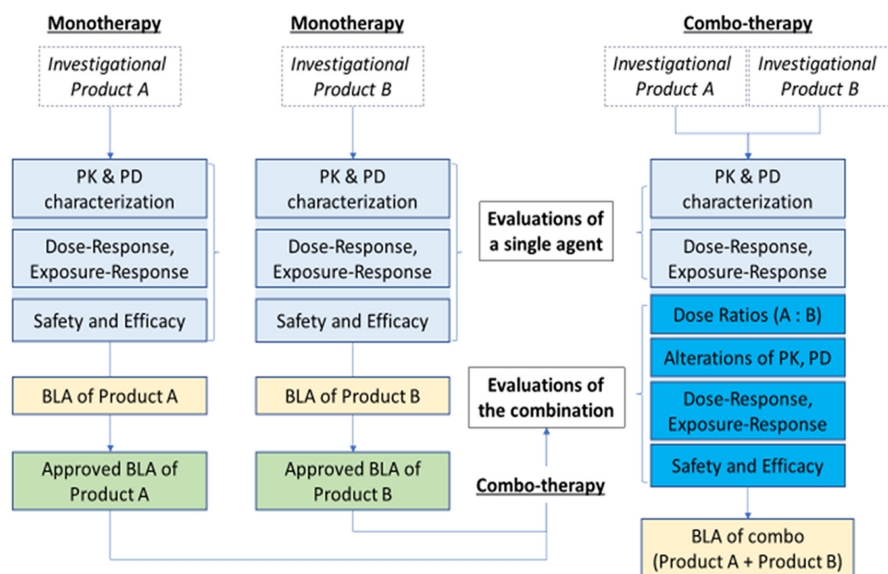 Monotherapy
Investigational
Product A
PK & PD
characterization
Dose-Response,
Exposure-Response
Safety and Efficacy
BLA of Product A
Approved BLA of
Product A
Monotherapy
Investigational
Product B
PK & PD
characterization
Dose-Response,
Exposure-Response
Safety and Efficacy
BLA of Product B
Approved BLA of
Product B
Evaluations of
a single agent
Evaluations of
the combination
Combo-therapy
Combo-therapy
Investigational
Product A
Investigational
Product B
PK & PD
characterization
Dose-Response,
Exposure-Response
Dose Ratios (A : B)
Alterations of PK, PD
Dose-Response,
Exposure-Response
Safety and Efficacy
BLA of combo
(Product A + Product B)